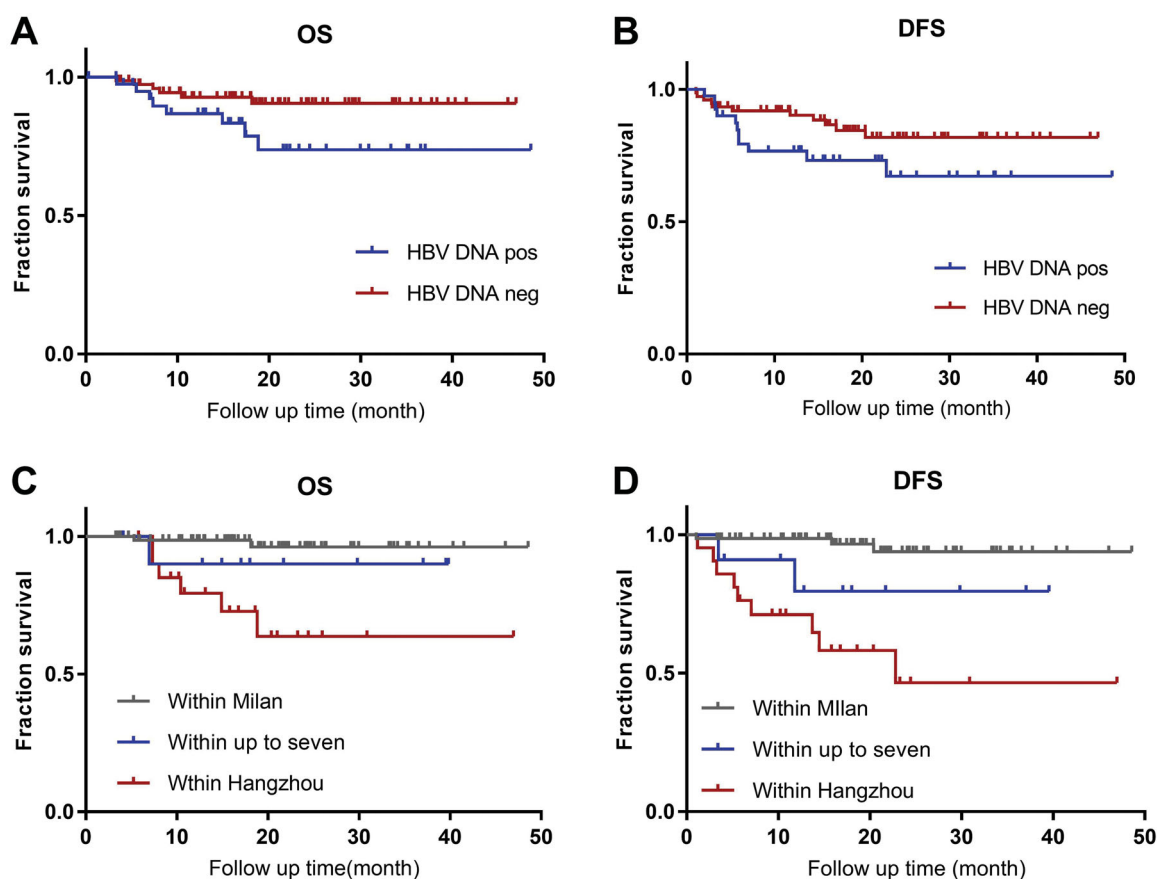 A
OS
Fraction survival
1.0
0.5
0.0
0 10 20 30 40 50
Follow up time (month)
HBV DNA pos
HBV DNA neg
B
DFS
Fraction survival
1.0
0.5
0.0
0 10 20 30 40 50
Follow up time (month)
HBV DNA pos
HBV DNA neg
C
OS
Fraction survival
1.0
0.5
0.0
0 10 20 30 40 50
Follow up time(month)
Within Milan
Within up to seven
Wthin Hangzhou
D
DFS
Fraction survival
1.0
0.5
0.0
0 10 20 30 40 50
Follow up time (month)
Within MIlan
Within up to seven
Within Hangzhou